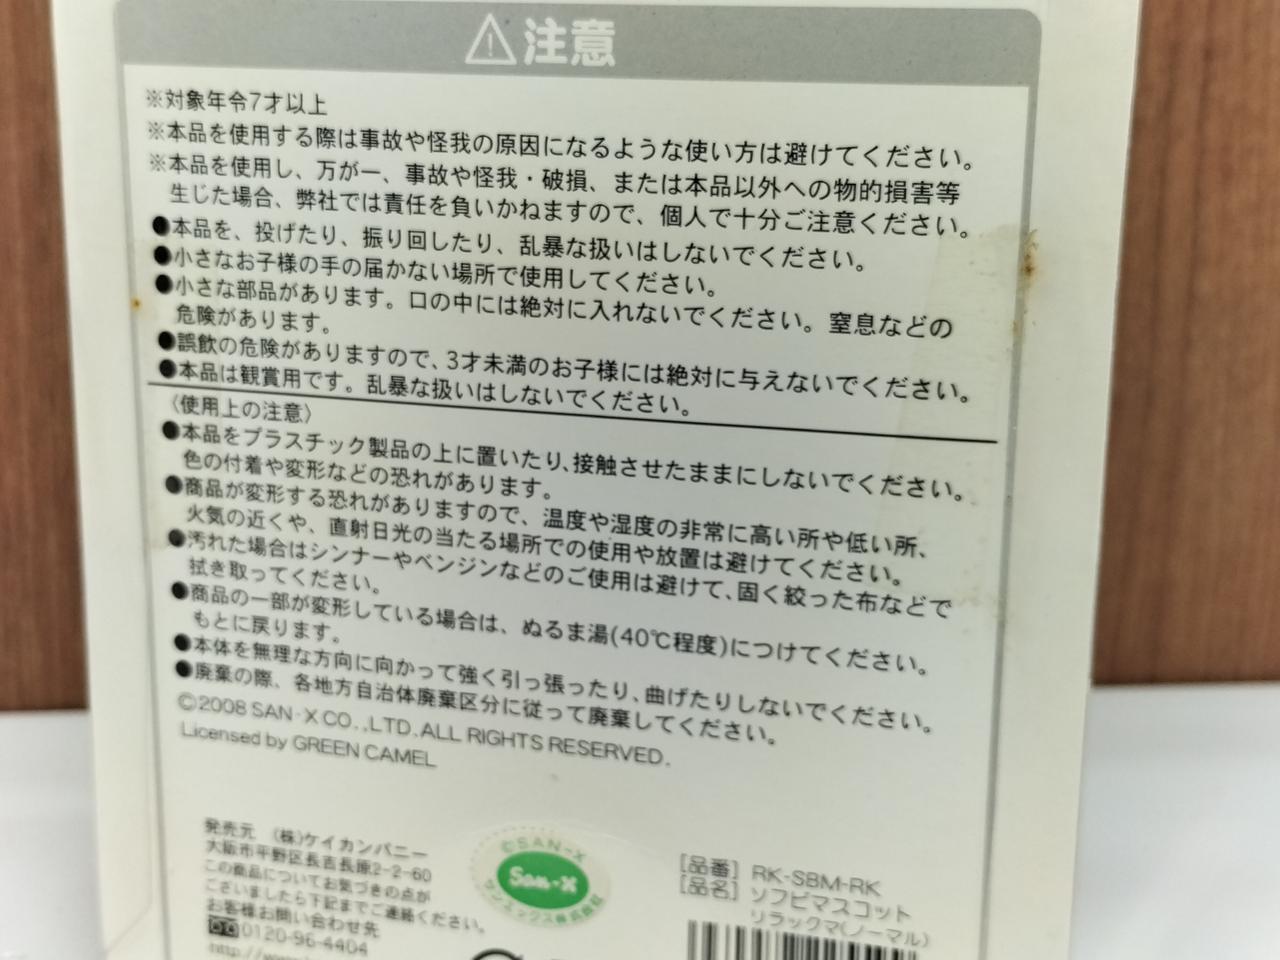 ⚠注意
※対象年令7才以上
※本品を使用する際は事故や怪我の原因になるような使い方は避けてください。
※本品を使用し、万が一、事故や怪我・破損、または本品以外への物的損害等
生じた場合、弊社では責任を負いかねますので、個人で十分ご注意ください。
●本品を、投げたり、振り回したり、乱暴な扱いはしないでください。
●小さなお子様の手の届かない場所で使用してください。
●小さな部品があります。口の中には絶対に入れないでください。窒息などの
危険があります。
●誤飲の危険がありますので、3才未満のお子様には絶対に与えないでください。
●本品は観賞用です。乱暴な扱いはしないでください。
〈使用上の注意〉
●本品をプラスチック製品の上に置いたり、接触させたままにしないでください。
色の付着や変形などの恐れがあります。
●商品が変形する恐れがありますので、温度や湿度の非常に高い所や低い所、
火気の近くや、直射日光の当たる場所での使用や放置は避けてください。
●汚れた場合はシンナーやベンジンなどのご使用は避けて、固く絞った布などで
拭き取ってください。
●商品の一部が変形している場合は、ぬるま湯(40℃程度)につけてください。
もとに戻ります。
●本体を無理な方向に向かって強く引っ張ったり、曲げたりしないでください。
●廃棄の際、各地方自治体廃棄区分に従って廃棄してください。
©2008 SAN-X CO.,LTD. ALL RIGHTS RESERVED.
Licensed by GREEN CAMEL
発売元 (株)ケイカンパニー
大阪市平野区長吉長原2-2-60
この商品についてお気づきの点が
ございましたら下記までご連絡ください。
お客様お問い合わせ先
0120-96-4404
http://www.
©SAN-X
San-X
サンエックス株式会社
[品番] RK-SBM-RK
[品名] ソフビマスコット
リラックマ(ノーマル)